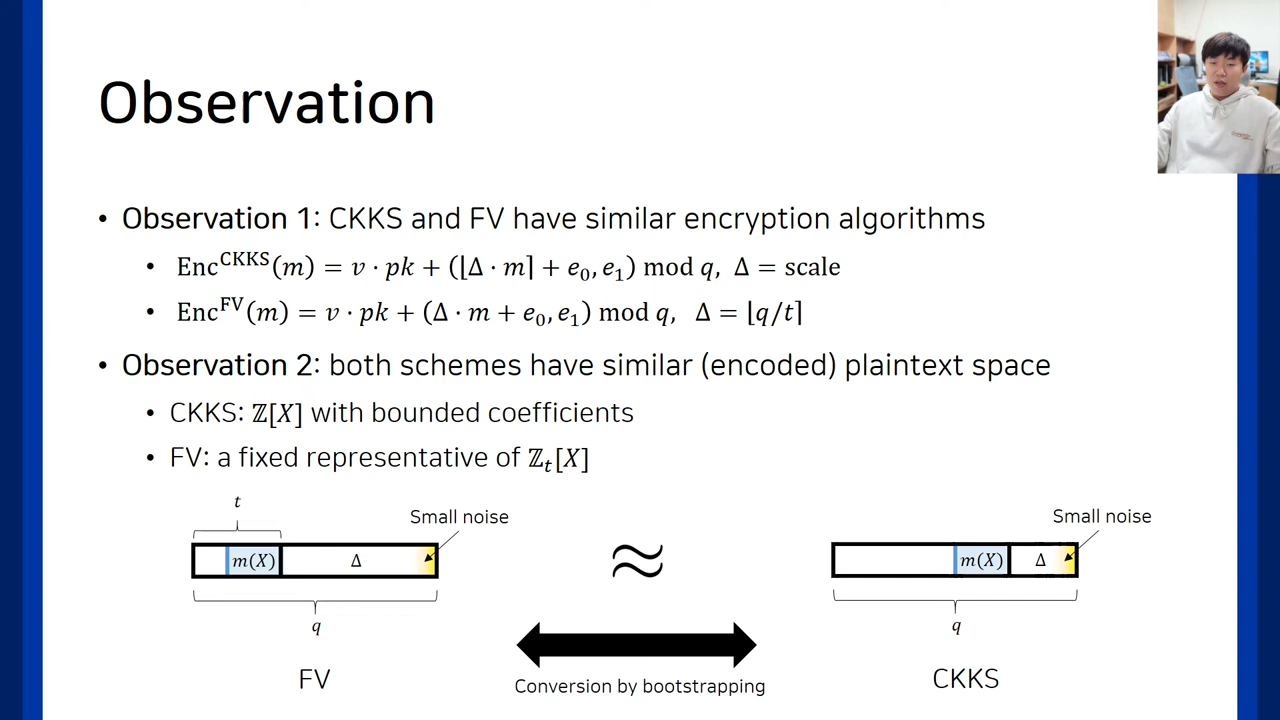 Observation
• Observation 1: CKKS and FV have similar encryption algorithms
• Enc^CKKS(m) = v · pk + (⌊Δ · m⌉ + e₀, e₁) mod q, Δ = scale
• Enc^FV(m) = v · pk + (Δ · m + e₀, e₁) mod q, Δ = ⌊q/t⌉
• Observation 2: both schemes have similar (encoded) plaintext space
• CKKS: ℤ[X] with bounded coefficients
• FV: a fixed representative of ℤₜ[X]
t
Small noise
m(X)
Δ
q
FV
≈
Conversion by bootstrapping
Small noise
m(X)
Δ
q
CKKS